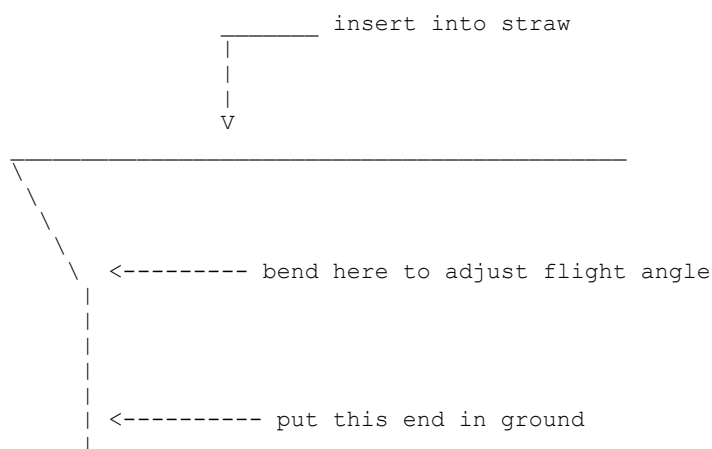 insert into straw
bend here to adjust flight angle
put this end in ground